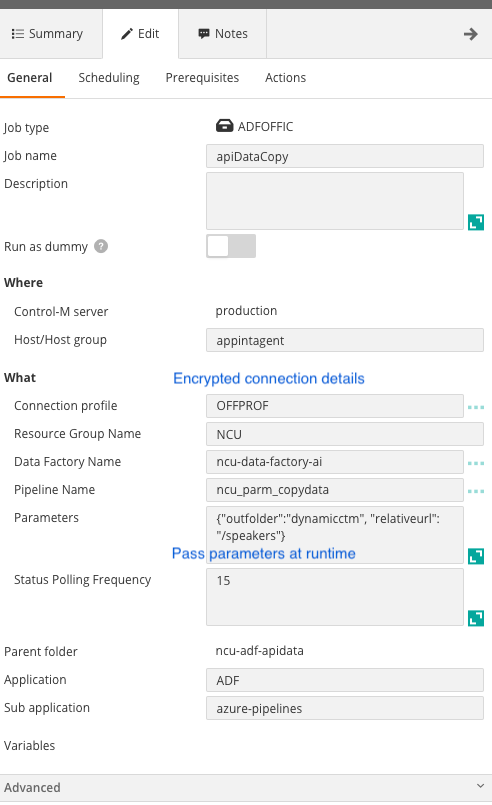 Summary Edit Notes
General Scheduling Prerequisites Actions
Job type ADFOFFIC
Job name apiDataCopy
Description
Run as dummy ?
Where
Control-M server production
Host/Host group appintagent
What Encrypted connection details
Connection profile OFFPROF
Resource Group Name NCU
Data Factory Name ncu-data-factory-ai
Pipeline Name ncu_parm_copydata
Parameters {"outfolder":"dynamicctm", "relativeurl":
"/speakers"}
Pass parameters at runtime
Status Polling Frequency 15
Parent folder ncu-adf-apidata
Application ADF
Sub application azure-pipelines
Variables
Advanced